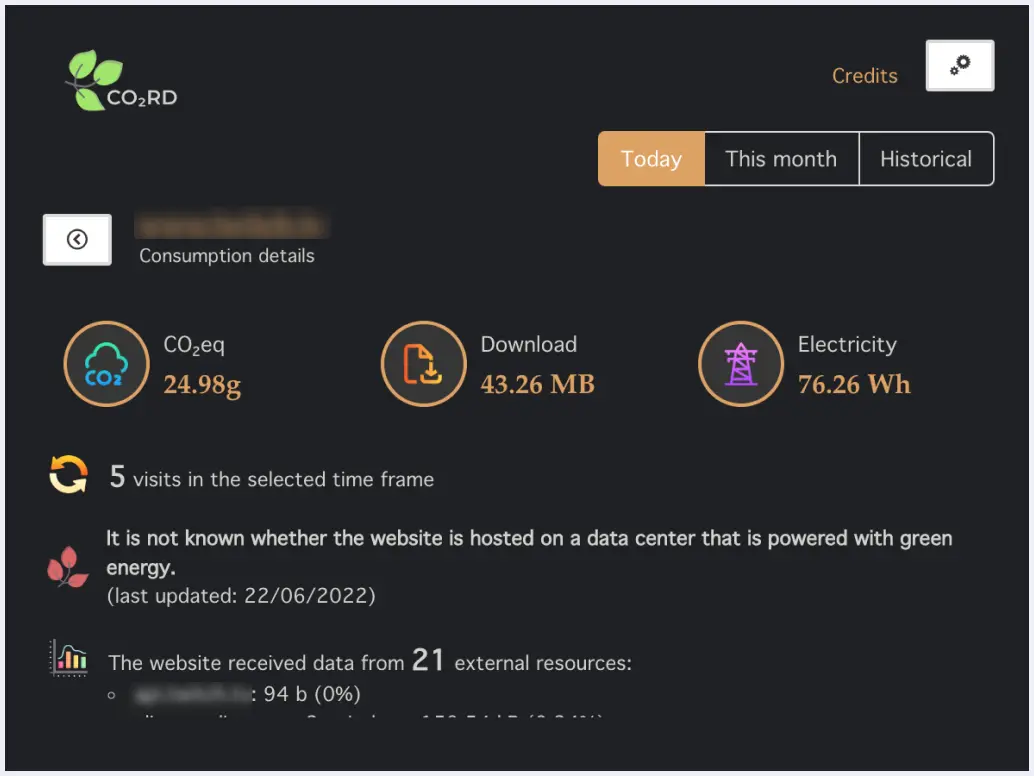 CO₂RD
Credits
Today
This month
Historical
Consumption details
CO₂eq
24.98g
Download
43.26 MB
Electricity
76.26 Wh
CO2
5 visits in the selected time frame
It is not known whether the website is hosted on a data center that is powered with green
energy.
(last updated: 22/06/2022)
The website received data from 21 external resources:
: 94 b (0%)